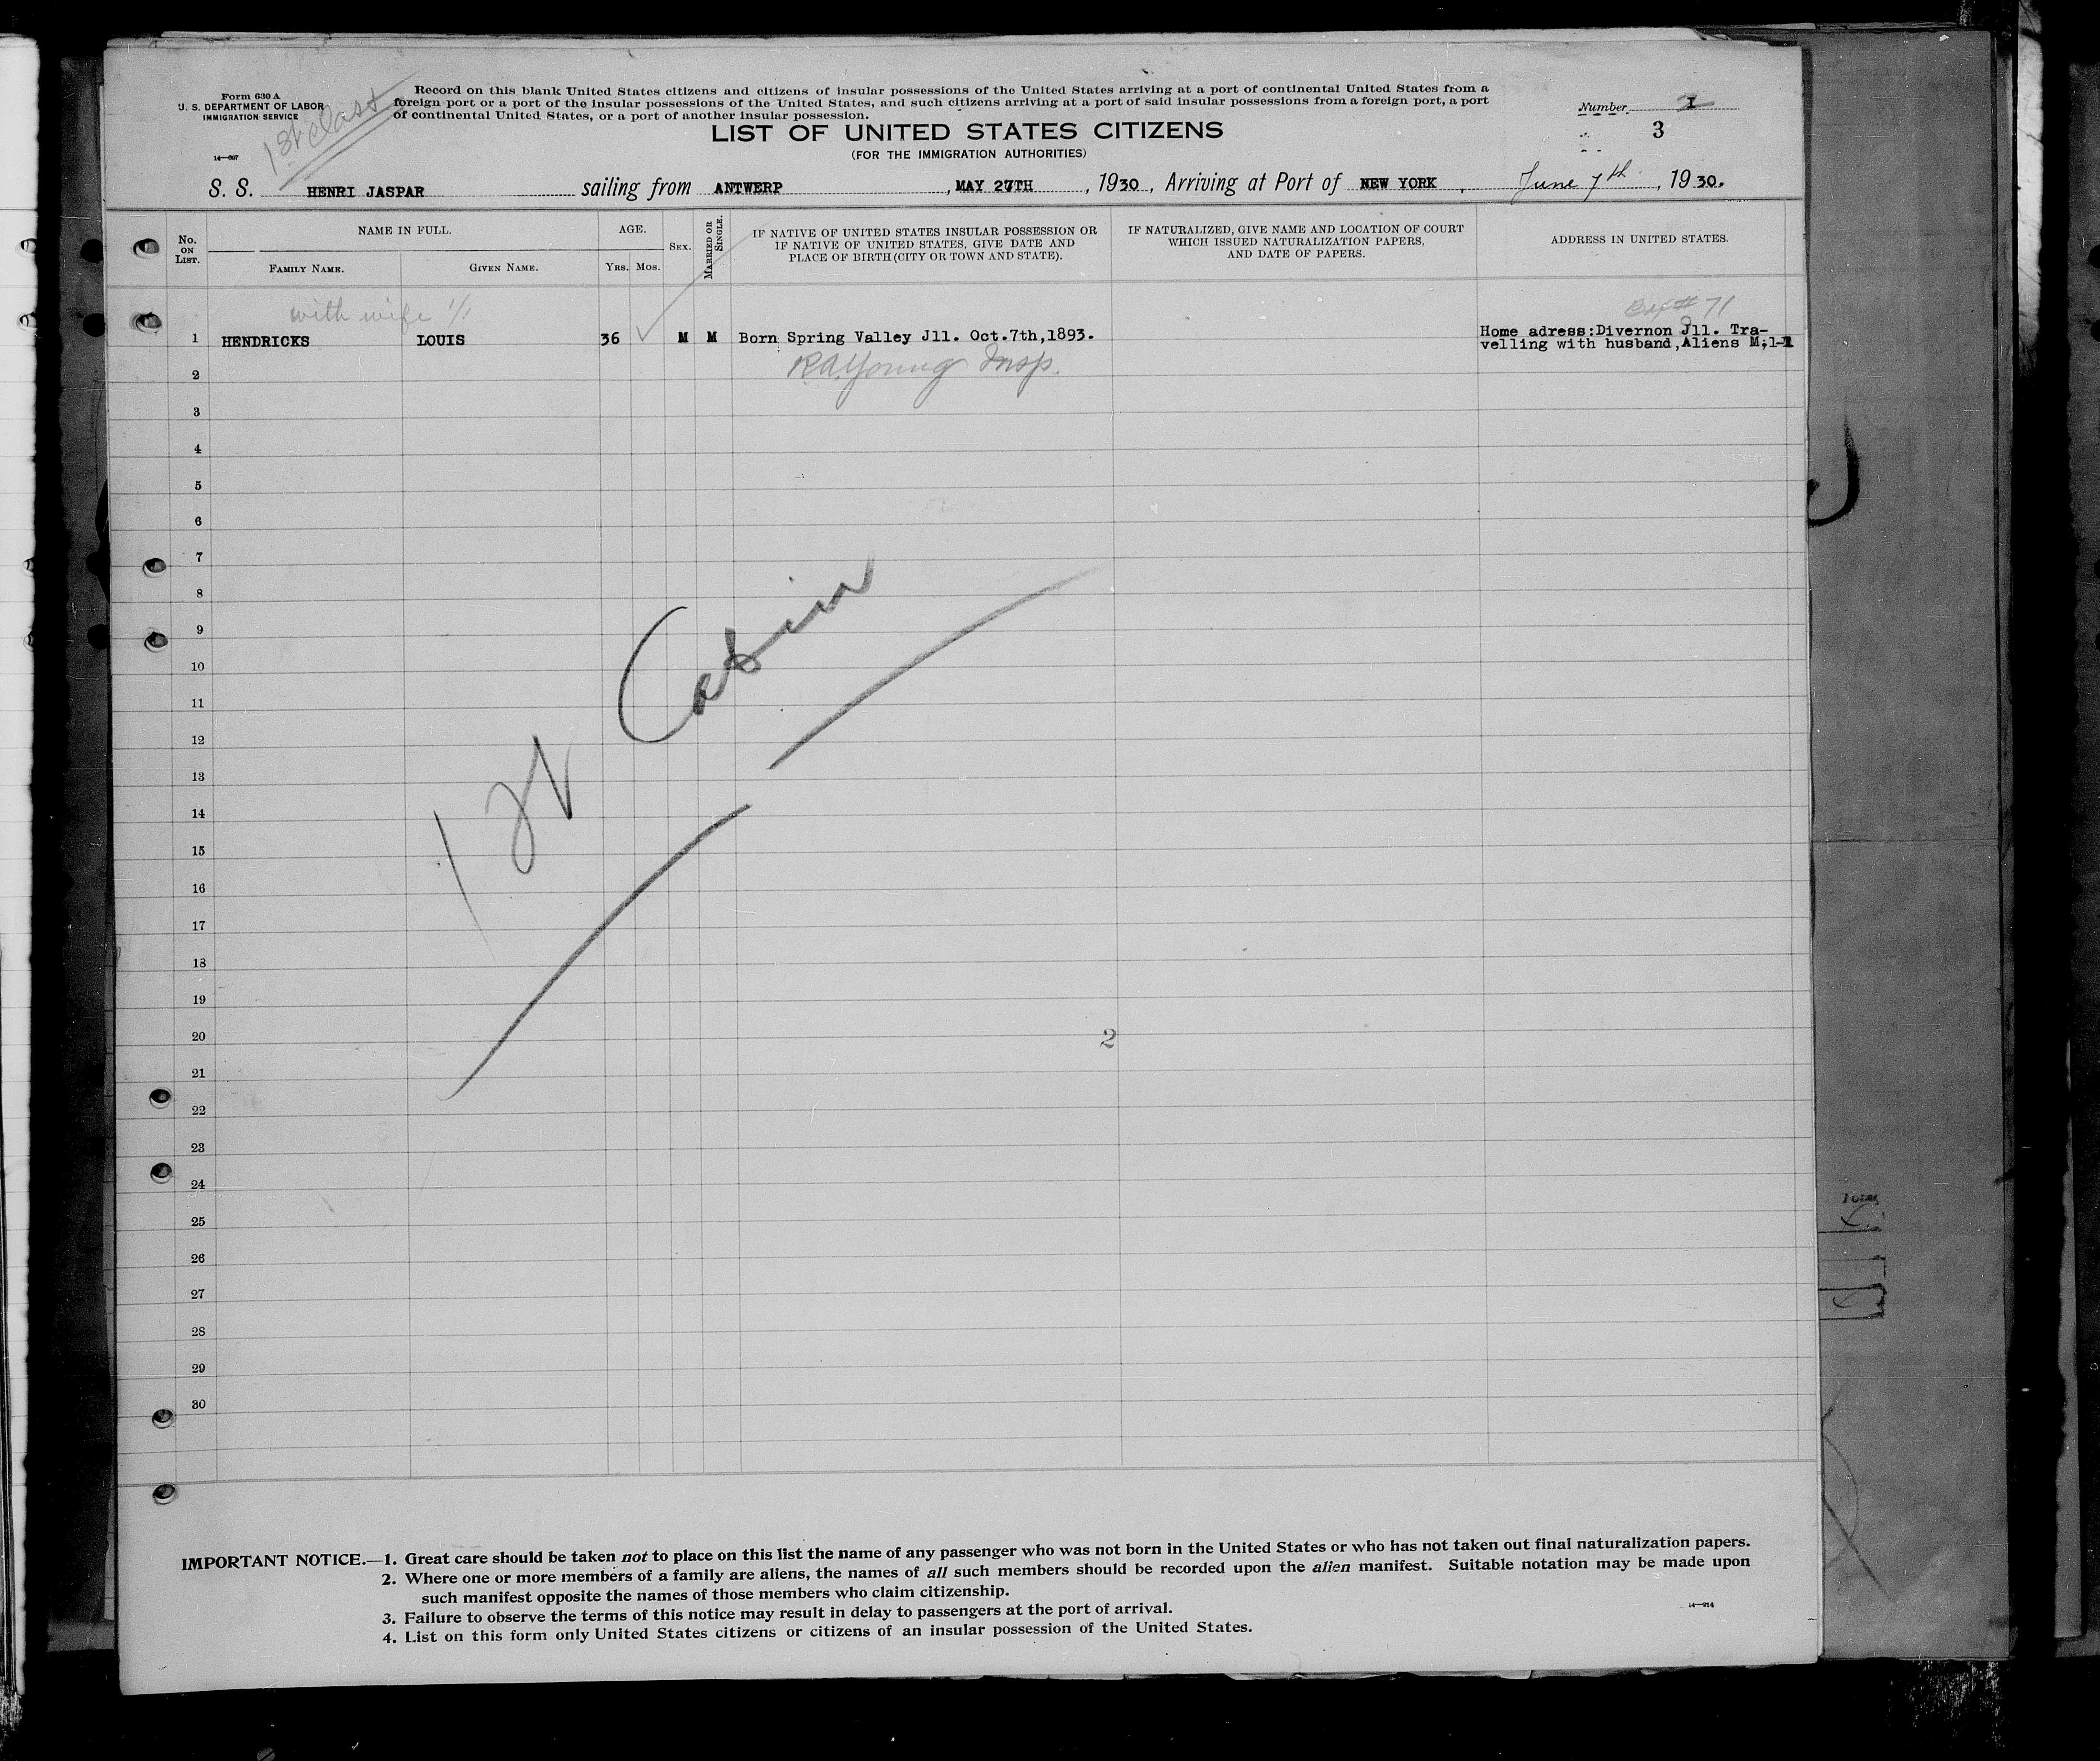 Form 630 A
U. S. DEPARTMENT OF LABOR
IMMIGRATION SERVICE
14—697
1st class
Record on this blank United States citizens and citizens of insular possessions of the United States arriving at a port of continental United States from a
foreign port or a port of the insular possessions of the United States, and such citizens arriving at a port of said insular possessions from a foreign port, a port
of continental United States, or a port of another insular possession.
LIST OF UNITED STATES CITIZENS
(FOR THE IMMIGRATION AUTHORITIES)
Number I
3
S. S. HENRI JASPAR sailing from ANTWERP, MAY 27TH, 1930, Arriving at Port of NEW YORK, June 7th, 1930.
No. ON LIST.
NAME IN FULL.
FAMILY NAME. GIVEN NAME.
AGE.
YRS. MOS.
SEX.
MARRIED OR SINGLE.
IF NATIVE OF UNITED STATES INSULAR POSSESSION OR
IF NATIVE OF UNITED STATES, GIVE DATE AND
PLACE OF BIRTH (CITY OR TOWN AND STATE).
IF NATURALIZED, GIVE NAME AND LOCATION OF COURT
WHICH ISSUED NATURALIZATION PAPERS,
AND DATE OF PAPERS.
ADDRESS IN UNITED STATES.
with wife 1/1
# 71
1 HENDRICKS LOUIS 36 M M Born Spring Valley Jll. Oct.7th,1893. Home adress:Divernon Jll. Tra-
velling with husband,Aliens M;1-1
RA Young Insp.
2
3
4
5
6
7
8
9
10
11
12
13
14
15
16
17
18
19
20
21
22
23
24
25
26
27
28
29
30
1st Cabin
2
IMPORTANT NOTICE.—1. Great care should be taken not to place on this list the name of any passenger who was not born in the United States or who has not taken out final naturalization papers.
2. Where one or more members of a family are aliens, the names of all such members should be recorded upon the alien manifest. Suitable notation may be made upon
such manifest opposite the names of those members who claim citizenship.
3. Failure to observe the terms of this notice may result in delay to passengers at the port of arrival.
4. List on this form only United States citizens or citizens of an insular possession of the United States.
14—914